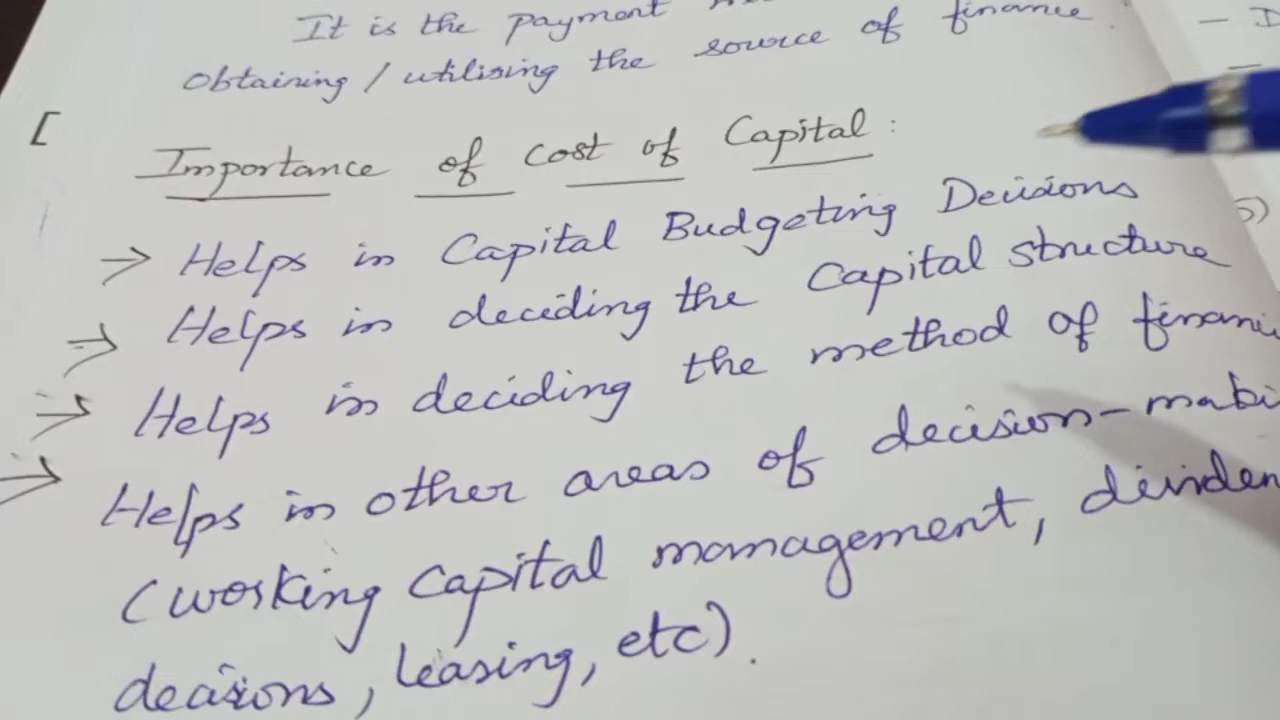 It is the payment
obtaining / utilising the source of finance.
[
Importance of Cost of Capital :
→ Helps in Capital Budgeting Decisions
→ Helps in deciding the Capital structure
→ Helps in deciding the method of
→ Helps in other areas of
(working capital management,
decisions, leasing, etc).
5)